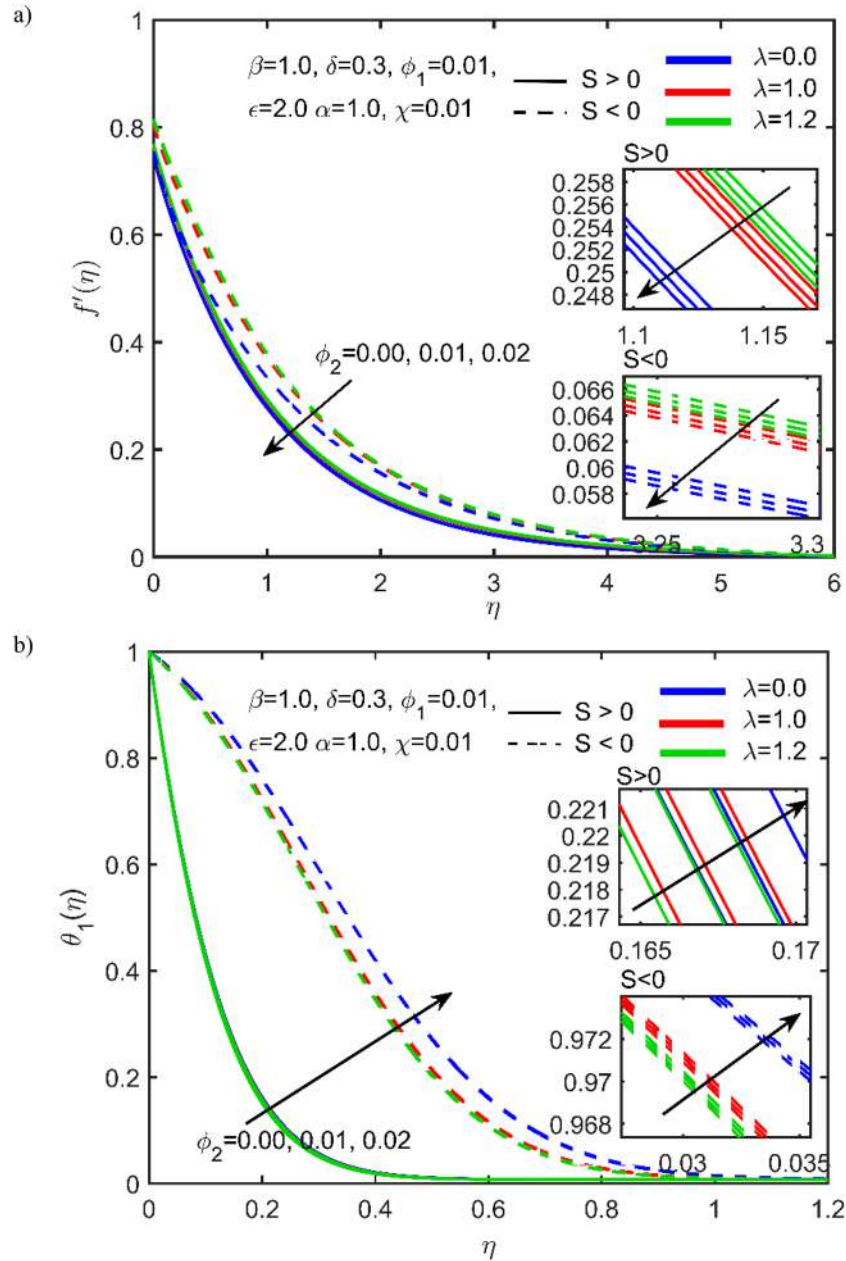 a)
β=1.0, δ=0.3, ϕ₁=0.01,
ϵ=2.0 α=1.0, χ=0.01
S > 0
S < 0
λ=0.0
λ=1.0
λ=1.2
1
0.8
0.6
0.4
0.2
0
f′(η)
ϕ₂=0.00, 0.01, 0.02
S>0
0.258
0.256
0.254
0.252
0.25
0.248
1.1 1.15
S<0
0.066
0.064
0.062
0.06
0.058
3.25 3.3
0 1 2 3 4 5 6
η
b)
β=1.0, δ=0.3, ϕ₁=0.01,
ϵ=2.0 α=1.0, χ=0.01
S > 0
S < 0
λ=0.0
λ=1.0
λ=1.2
1
0.8
0.6
0.4
0.2
0
θ₁(η)
ϕ₂=0.00, 0.01, 0.02
S>0
0.221
0.22
0.219
0.218
0.217
0.165 0.17
S<0
0.972
0.97
0.968
0.03 0.035
0 0.2 0.4 0.6 0.8 1 1.2
η